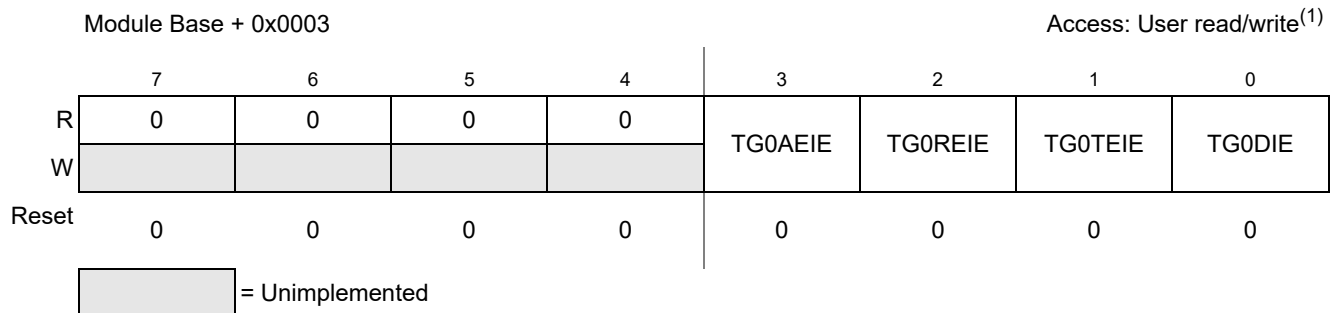 Module Base + 0x0003 Access: User read/write(1)
7 6 5 4 3 2 1 0
R 0 0 0 0 TG0AEIE TG0REIE TG0TEIE TG0DIE
W
Reset 0 0 0 0 0 0 0 0
= Unimplemented